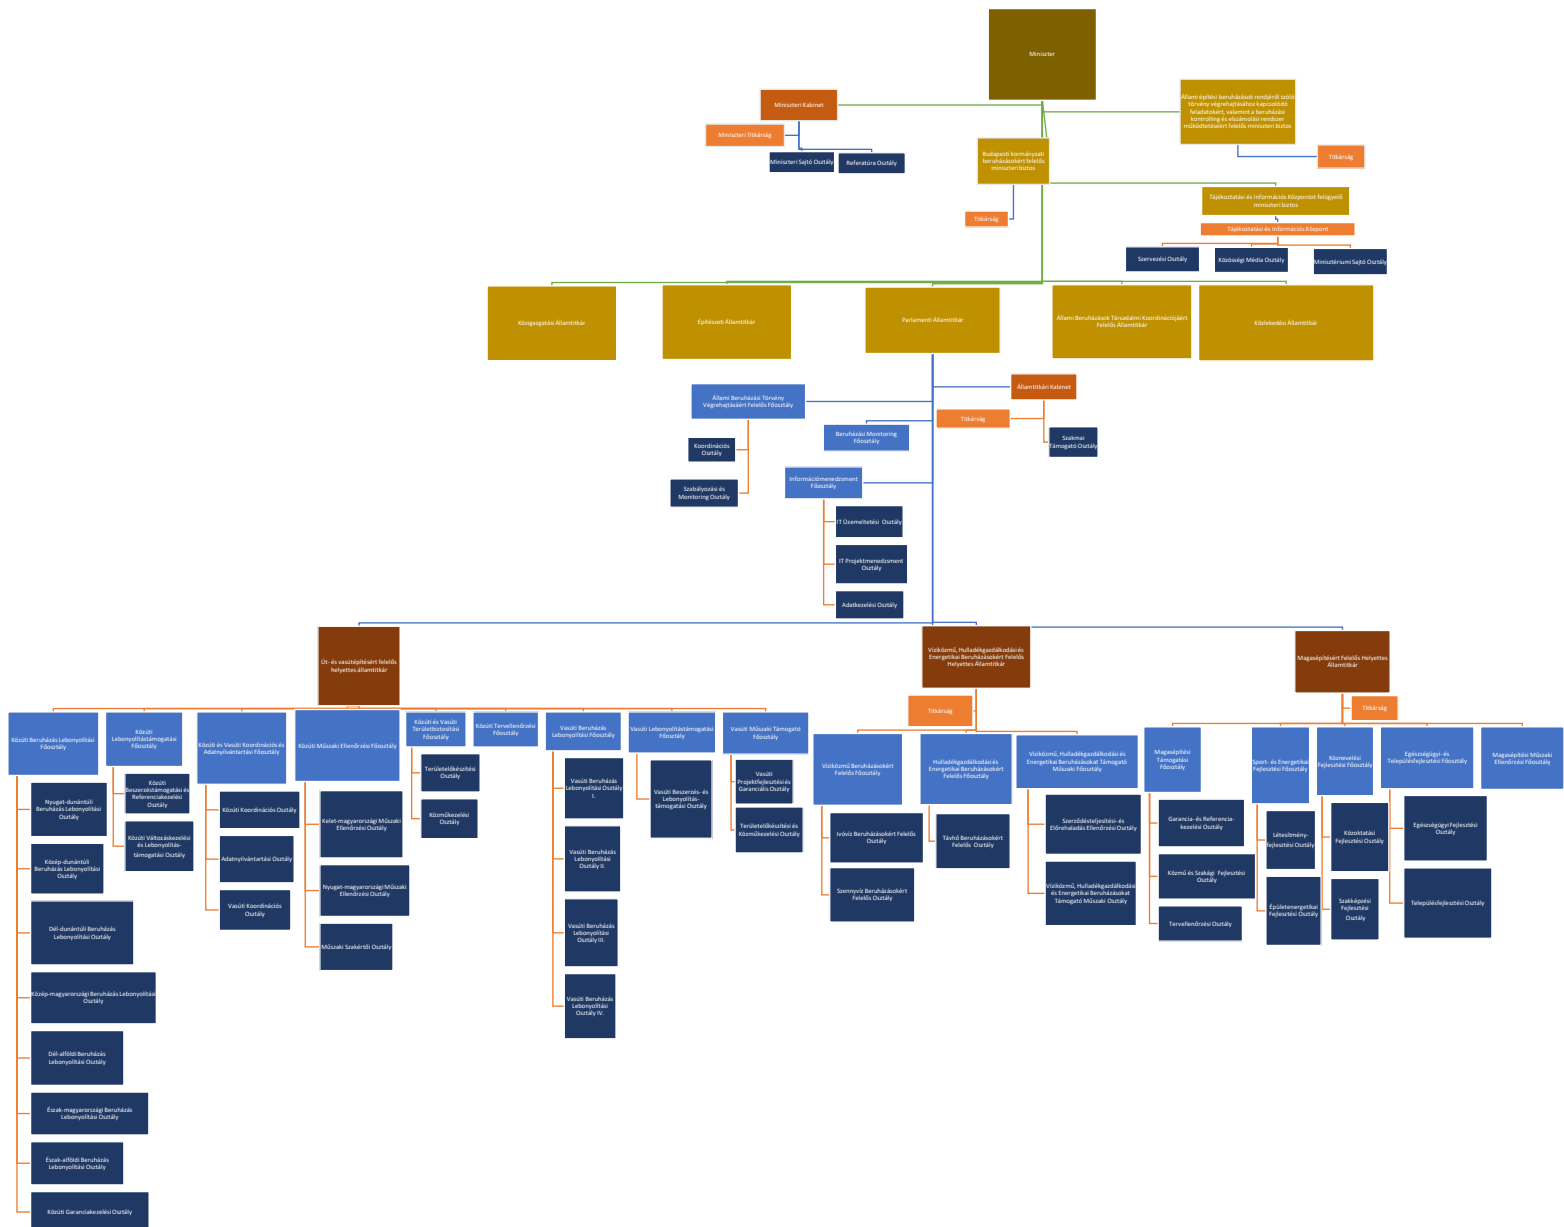 Miniszter
Miniszteri Kabinet
Miniszteri Titkárság
Miniszteri Sajtó Osztály
Referatúra Osztály
Budapesti kormányzati
beruházásokért felelős
miniszteri biztos
Titkárság
Állami építési beruházások rendjéről szóló
törvény végrehajtásához kapcsolódó
feladatokért, valamint a beruházási
kontrolling és elszámolási rendszer
működtetéséért felelős miniszteri biztos
Titkárság
Tájékoztatási és Információs Központot felügyelő
miniszteri biztos
Tájékoztatási és Információs Központ
Szervezési Osztály
Közösségi Média Osztály
Minisztériumi Sajtó Osztály
Közigazgatási Államtitkár
Építészeti Államtitkár
Parlamenti Államtitkár
Állami Beruházások Társadalmi Koordinációjáért
Felelős Államtitkár
Közlekedési Államtitkár
Állami Beruházási Törvény
Végrehajtásáért Felelős Főosztály
Koordinációs
Osztály
Szabályozási és
Monitoring Osztály
Beruházási Monitoring
Főosztály
Államtitkári Kabinet
Titkárság
Szakmai
Támogató Osztály
Információmenedzsment
Főosztály
IT Üzemeltetési Osztály
IT Projektmenedzsment
Osztály
Adatkezelési Osztály
Út- és vasútépítésért felelős
helyettes államtitkár
Víziközmű, Hulladékgazdálkodási és
Energetikai Beruházásokért Felelős
Helyettes Államtitkár
Magasépítésért Felelős Helyettes
Államtitkár
Titkárság
Titkárság
Közúti Beruházás Lebonyolítási
Főosztály
Nyugat-dunántúli
Beruházás Lebonyolítási
Osztály
Közép-dunántúli
Beruházás Lebonyolítási
Osztály
Dél-dunántúli Beruházás
Lebonyolítási Osztály
Közép-magyarországi Beruházás Lebonyolítási
Osztály
Dél-alföldi Beruházás
Lebonyolítási Osztály
Észak-magyarországi Beruházás
Lebonyolítási Osztály
Észak-alföldi Beruházás
Lebonyolítási Osztály
Közúti Garanciakezelési Osztály
Közúti
Lebonyolítástámogatási
Főosztály
Közúti
Beszerzéstámogatási és
Referenciakezelési
Osztály
Közúti Változáskezelési
és Lebonyolítás-
támogatási Osztály
Közúti és Vasúti Koordinációs és
Adatnyilvántartási Főosztály
Közúti Koordinációs Osztály
Adatnyilvántartási Osztály
Vasúti Koordinációs
Osztály
Közúti Műszaki Ellenőrzési Főosztály
Kelet-magyarországi Műszaki
Ellenőrzési Osztály
Nyugat-magyarországi Műszaki
Ellenőrzési Osztály
Műszaki Szakértői Osztály
Közúti és Vasúti
Területbiztosítási
Főosztály
Területelőkészítési
Osztály
Közműkezelési
Osztály
Közúti Tervellenőrzési
Főosztály
Vasúti Beruházás
Lebonyolítási Főosztály
Vasúti Beruházás
Lebonyolítási Osztály
I.
Vasúti Beruházás
Lebonyolítási
Osztály II.
Vasúti Beruházás
Lebonyolítási
Osztály III.
Vasúti Beruházás
Lebonyolítási
Osztály IV.
Vasúti Lebonyolítástámogatási
Főosztály
Vasúti Beszerzés- és
Lebonyolítás-
támogatási Osztály
Vasúti Műszaki Támogató
Főosztály
Vasúti
Projektfejlesztési és
Garanciális Osztály
Területelőkészítési és
Közműkezelési Osztály
Víziközmű Beruházásokért
Felelős Főosztály
Ivóvíz Beruházásokért Felelős
Osztály
Szennyvíz Beruházásokért
Felelős Osztály
Hulladékgazdálkodási és
Energetikai Beruházásokért
Felelős Főosztály
Távhő Beruházásokért
Felelős Osztály
Víziközmű, Hulladékgazdálkodási és
Energetikai Beruházásokat Támogató
Műszaki Főosztály
Szerződésteljesítési- és
Előrehaladás Ellenőrzési Osztály
Víziközmű, Hulladékgazdálkodási
és Energetikai Beruházásokat
Támogató Műszaki Osztály
Magasépítési
Támogatási
Főosztály
Garancia- és Referencia-
kezelési Osztály
Közmű és Szakági Fejlesztési
Osztály
Tervellenőrzési Osztály
Sport- és Energetikai
Fejlesztési Főosztály
Létesítmény-
fejlesztési Osztály
Épületenergetikai
Fejlesztési Osztály
Köznevelési
Fejlesztési Főosztály
Közoktatási
Fejlesztési Osztály
Szakképzési
Fejlesztési
Osztály
Egészségügyi- és
Településfejlesztési Főosztály
Egészségügyi Fejlesztési
Osztály
Településfejlesztési Osztály
Magasépítési Műszaki
Ellenőrzési Főosztály